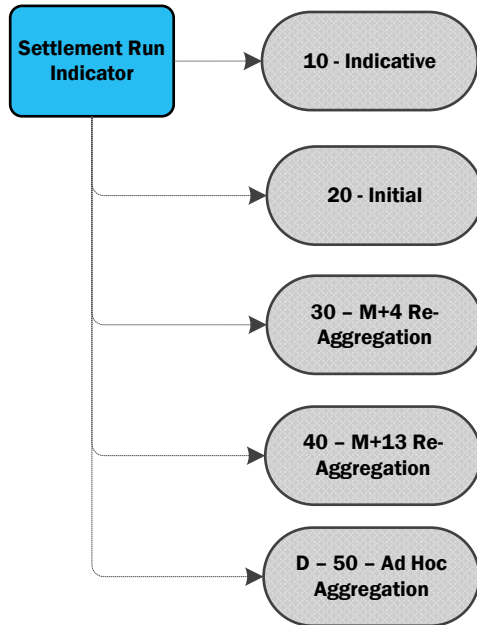 Settlement Run
Indicator
10 - Indicative
20 - Initial
30 – M+4 Re-
Aggregation
40 – M+13 Re-
Aggregation
D – 50 – Ad Hoc
Aggregation